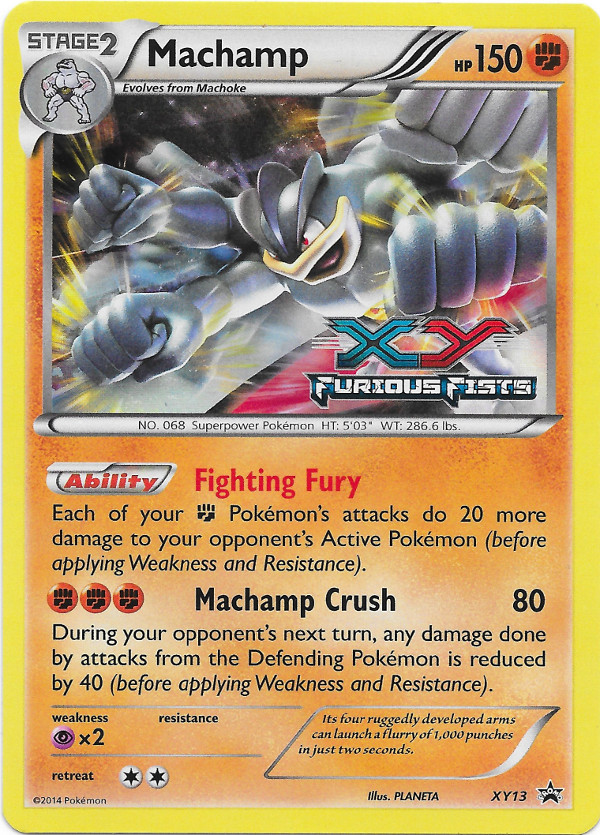 STAGE2
Machamp
HP150
Evolves from Machoke
XY
FURIOUS FISTS
NO. 068 Superpower Pokémon HT: 5'03" WT: 286.6 lbs.
Ability Fighting Fury
Each of your Pokémon's attacks do 20 more
damage to your opponent's Active Pokémon (before
applying Weakness and Resistance).
Machamp Crush 80
During your opponent's next turn, any damage done
by attacks from the Defending Pokémon is reduced
by 40 (before applying Weakness and Resistance).
weakness resistance
x2
Its four ruggedly developed arms
can launch a flurry of 1,000 punches
in just two seconds.
retreat
©2014 Pokémon
Illus. PLANETA
XY13
PROMO